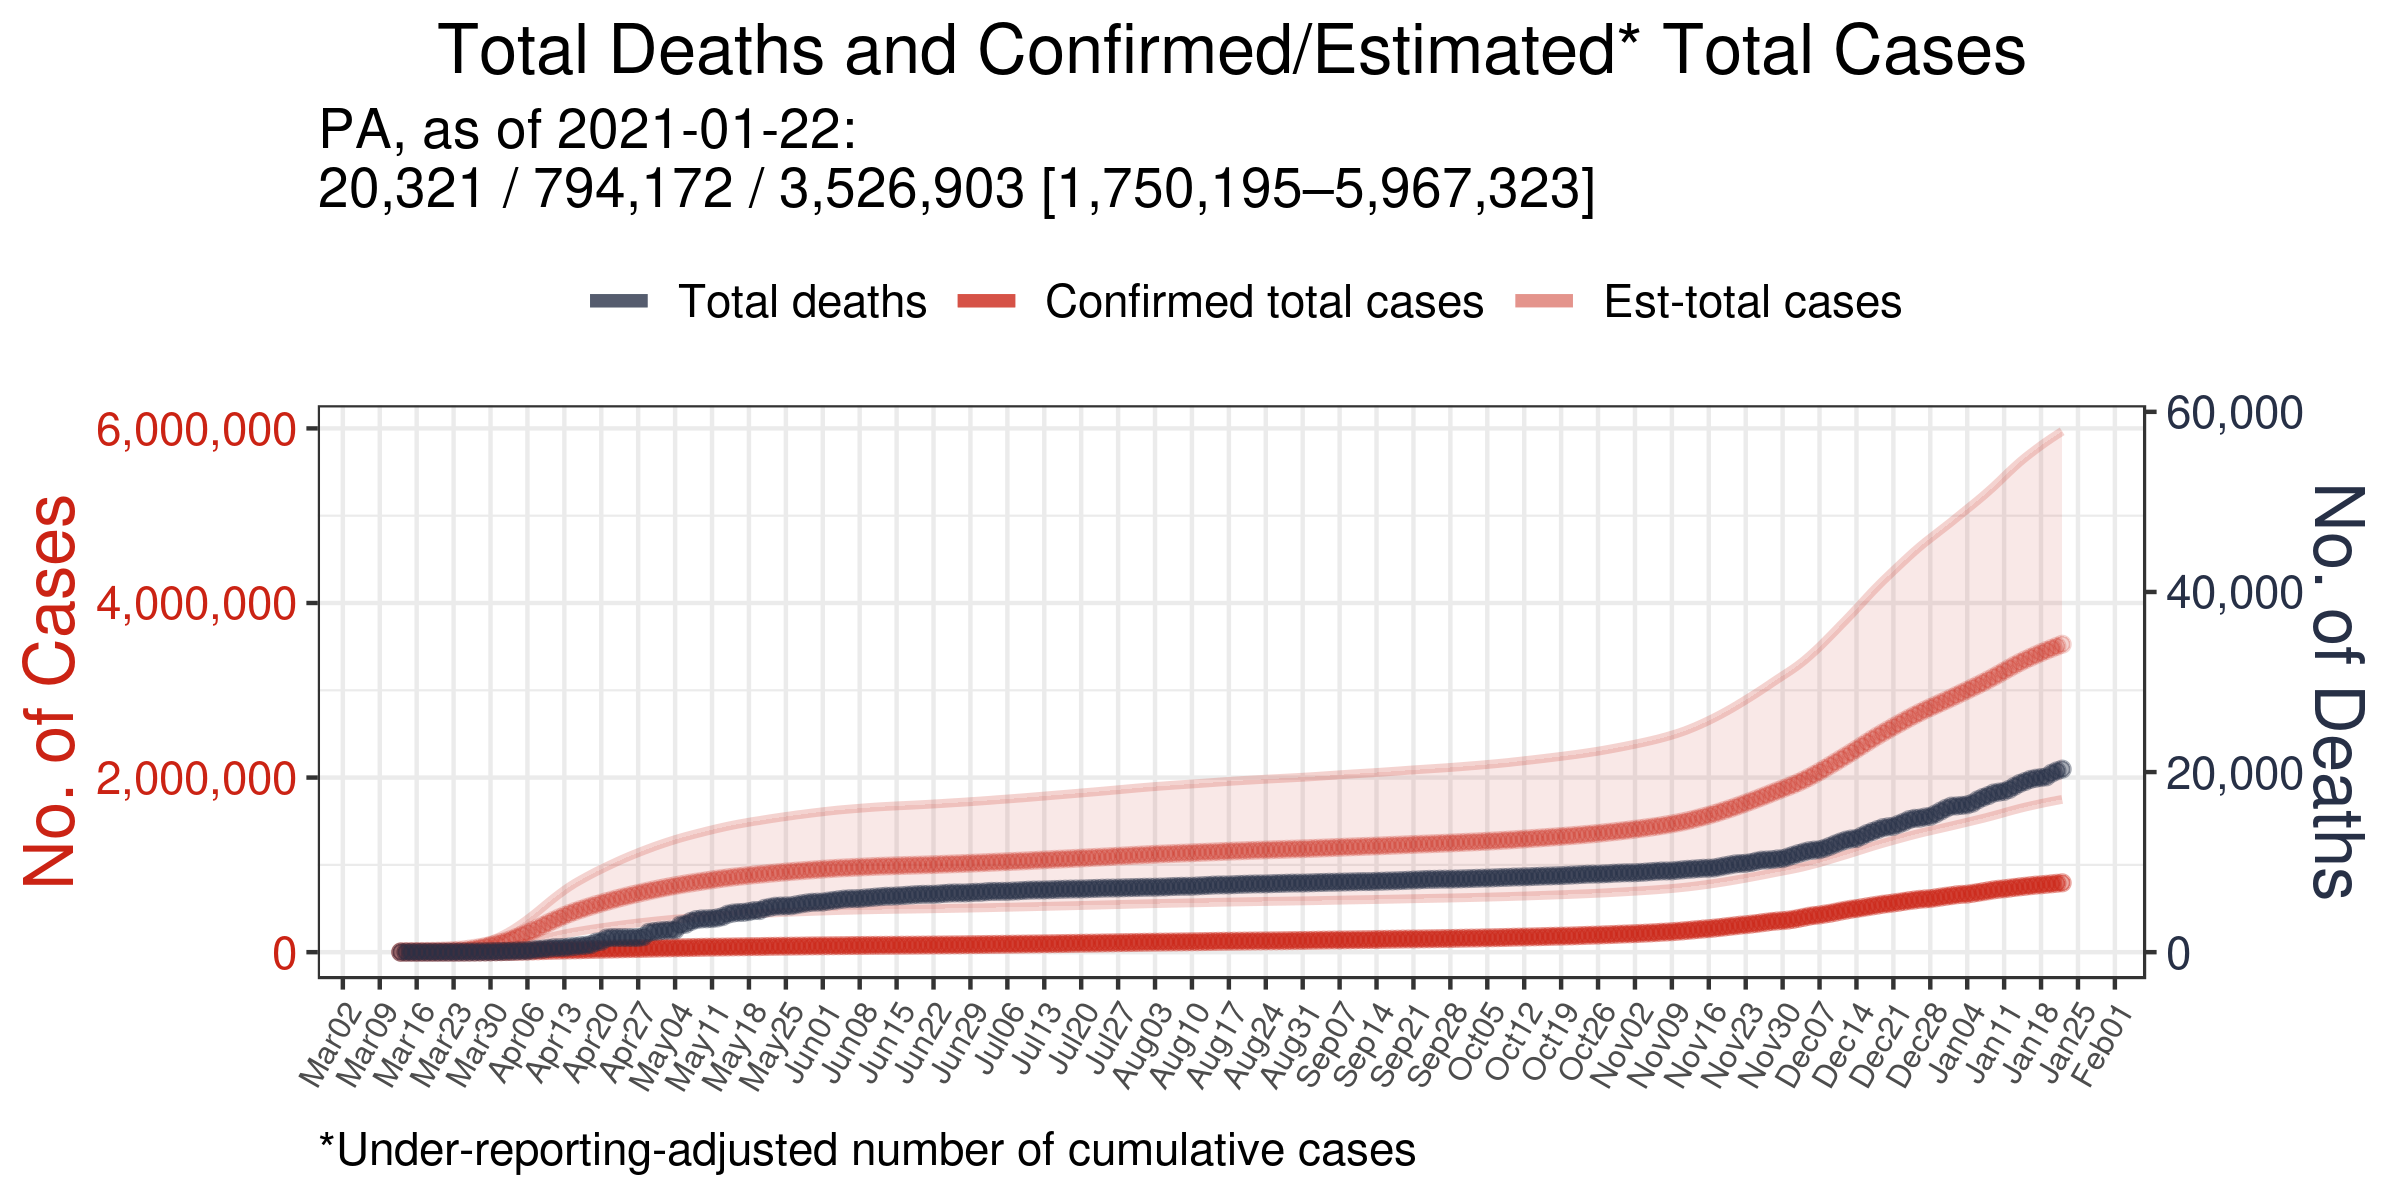 Total Deaths and Confirmed/Estimated* Total Cases
PA, as of 2021-01-22:
20,321 / 794,172 / 3,526,903 [1,750,195–5,967,323]
Total deaths
Confirmed total cases
Est-total cases
No. of Cases
6,000,000
4,000,000
2,000,000
0
60,000
40,000
20,000
0
No. of Deaths
Mar02
Mar09
Mar16
Mar23
Mar30
Apr06
Apr13
Apr20
Apr27
May04
May11
May18
May25
Jun01
Jun08
Jun15
Jun22
Jun29
Jul06
Jul13
Jul20
Jul27
Aug03
Aug10
Aug17
Aug24
Aug31
Sep07
Sep14
Sep21
Sep28
Oct05
Oct12
Oct19
Oct26
Nov02
Nov09
Nov16
Nov23
Nov30
Dec07
Dec14
Dec21
Dec28
Jan04
Jan11
Jan18
Jan25
Feb01
*Under-reporting-adjusted number of cumulative cases